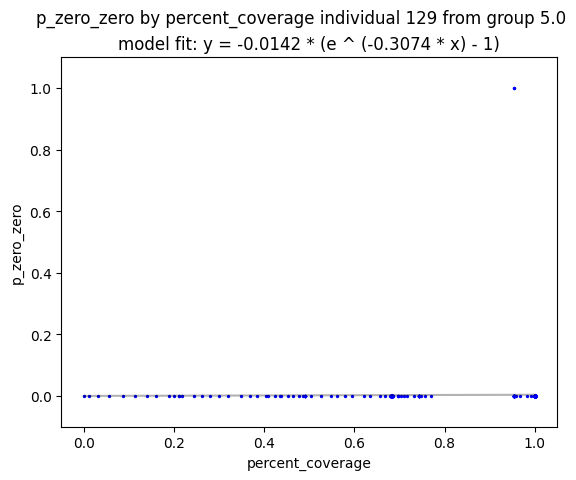 p_zero_zero by percent_coverage individual 129 from group 5.0
model fit: y = -0.0142 * (e ^ (-0.3074 * x) - 1)
1.0
0.8
0.6
0.4
0.2
0.0
p_zero_zero
0.0 0.2 0.4 0.6 0.8 1.0
percent_coverage